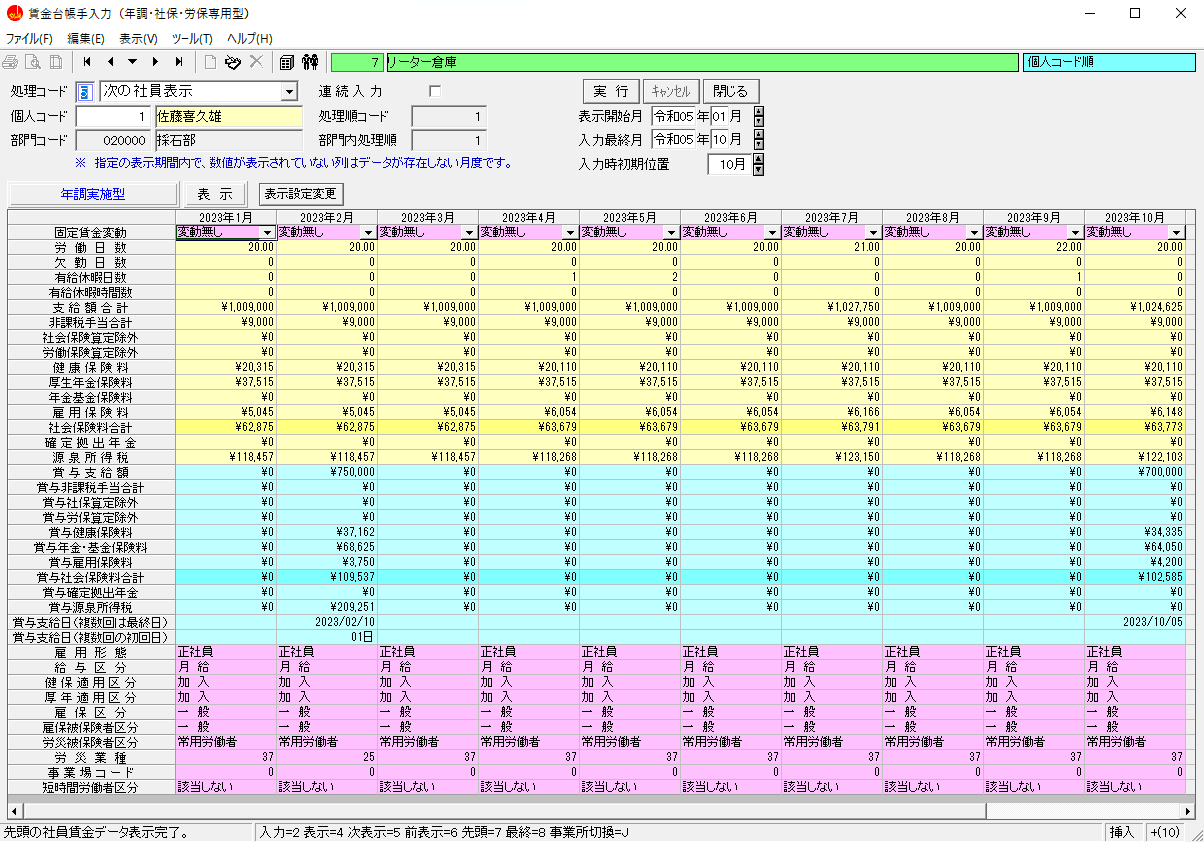 賃金台帳手入力（年調・社保・労保専用型）
ファイル(F) 編集(E) 表示(V) ツール(T) ヘルプ(H)
7 リーター倉庫 個人コード順
処理コード 5 次の社員表示 連続入力 実 行 ｷｬﾝｾﾙ 閉じる
個人コード 1 佐藤喜久雄 処理順コード 1 表示開始月 令和05 年 01 月
部門コード 020000 採石部 部門内処理順 1 入力最終月 令和05 年 10 月
※ 指定の表示期間内で、数値が表示されていない列はデータが存在しない月度です。 入力時初期位置 10月
年調実施型 表 示 表示設定変更
2023年1月 2023年2月 2023年3月 2023年4月 2023年5月 2023年6月 2023年7月 2023年8月 2023年9月 2023年10月
固定賃金変動 変動無し 変動無し 変動無し 変動無し 変動無し 変動無し 変動無し 変動無し 変動無し 変動無し
労 働 日 数 20.00 20.00 20.00 20.00 20.00 20.00 21.00 20.00 22.00 20.00
欠 勤 日 数 0 0 0 0 0 0 0 0 0 0
有給休暇日数 0 0 0 1 2 0 0 0 1 0
有給休暇時間数 0 0 0 0 0 0 0 0 0 0
支 給 額 合 計 ¥1,009,000 ¥1,009,000 ¥1,009,000 ¥1,009,000 ¥1,009,000 ¥1,009,000 ¥1,027,750 ¥1,009,000 ¥1,009,000 ¥1,024,625
非課税手当合計 ¥9,000 ¥9,000 ¥9,000 ¥9,000 ¥9,000 ¥9,000 ¥9,000 ¥9,000 ¥9,000 ¥9,000
社会保険算定除外 ¥0 ¥0 ¥0 ¥0 ¥0 ¥0 ¥0 ¥0 ¥0 ¥0
労働保険算定除外 ¥0 ¥0 ¥0 ¥0 ¥0 ¥0 ¥0 ¥0 ¥0 ¥0
健 康 保 険 料 ¥20,315 ¥20,315 ¥20,315 ¥20,110 ¥20,110 ¥20,110 ¥20,110 ¥20,110 ¥20,110 ¥20,110
厚生年金保険料 ¥37,515 ¥37,515 ¥37,515 ¥37,515 ¥37,515 ¥37,515 ¥37,515 ¥37,515 ¥37,515 ¥37,515
年金基金保険料 ¥0 ¥0 ¥0 ¥0 ¥0 ¥0 ¥0 ¥0 ¥0 ¥0
雇 用 保 険 料 ¥5,045 ¥5,045 ¥5,045 ¥6,054 ¥6,054 ¥6,054 ¥6,166 ¥6,054 ¥6,054 ¥6,148
社会保険料合計 ¥62,875 ¥62,875 ¥62,875 ¥63,679 ¥63,679 ¥63,679 ¥63,791 ¥63,679 ¥63,679 ¥63,773
確 定 拠 出 年 金 ¥0 ¥0 ¥0 ¥0 ¥0 ¥0 ¥0 ¥0 ¥0 ¥0
源 泉 所 得 税 ¥118,457 ¥118,457 ¥118,457 ¥118,268 ¥118,268 ¥118,268 ¥123,150 ¥118,268 ¥118,268 ¥122,103
賞 与 支 給 額 ¥0 ¥750,000 ¥0 ¥0 ¥0 ¥0 ¥0 ¥0 ¥0 ¥700,000
賞与非課税手当合計 ¥0 ¥0 ¥0 ¥0 ¥0 ¥0 ¥0 ¥0 ¥0 ¥0
賞与社保算定除外 ¥0 ¥0 ¥0 ¥0 ¥0 ¥0 ¥0 ¥0 ¥0 ¥0
賞与労保算定除外 ¥0 ¥0 ¥0 ¥0 ¥0 ¥0 ¥0 ¥0 ¥0 ¥0
賞与健康保険料 ¥0 ¥37,162 ¥0 ¥0 ¥0 ¥0 ¥0 ¥0 ¥0 ¥34,335
賞与年金・基金保険料 ¥0 ¥68,625 ¥0 ¥0 ¥0 ¥0 ¥0 ¥0 ¥0 ¥64,050
賞与雇用保険料 ¥0 ¥3,750 ¥0 ¥0 ¥0 ¥0 ¥0 ¥0 ¥0 ¥4,200
賞与社会保険料合計 ¥0 ¥109,537 ¥0 ¥0 ¥0 ¥0 ¥0 ¥0 ¥0 ¥102,585
賞与確定拠出年金 ¥0 ¥0 ¥0 ¥0 ¥0 ¥0 ¥0 ¥0 ¥0 ¥0
賞与源泉所得税 ¥0 ¥209,251 ¥0 ¥0 ¥0 ¥0 ¥0 ¥0 ¥0 ¥0
賞与支給日(複数回は最終日) 2023/02/10 2023/10/05
賞与支給日(複数回の初回日) 01日
雇 用 形 態 正社員 正社員 正社員 正社員 正社員 正社員 正社員 正社員 正社員 正社員
給 与 区 分 月 給 月 給 月 給 月 給 月 給 月 給 月 給 月 給 月 給 月 給
健 保 適 用 区 分 加 入 加 入 加 入 加 入 加 入 加 入 加 入 加 入 加 入 加 入
厚 年 適 用 区 分 加 入 加 入 加 入 加 入 加 入 加 入 加 入 加 入 加 入 加 入
雇 保 区 分 一 般 一 般 一 般 一 般 一 般 一 般 一 般 一 般 一 般 一 般
雇保被保険者区分 一 般 一 般 一 般 一 般 一 般 一 般 一 般 一 般 一 般 一 般
労災被保険者区分 常用労働者 常用労働者 常用労働者 常用労働者 常用労働者 常用労働者 常用労働者 常用労働者 常用労働者 常用労働者
労 災 業 種 37 25 37 37 37 37 37 37 37 37
事 業 場 コ ー ド 0 0 0 0 0 0 0 0 0 0
短時間労働者区分 該当しない 該当しない 該当しない 該当しない 該当しない 該当しない 該当しない 該当しない 該当しない 該当しない
先頭の社員賃金データ表示完了。 入力=2 表示=4 次表示=5 前表示=6 先頭=7 最終=8 事業所切換=J 挿入 +(10)